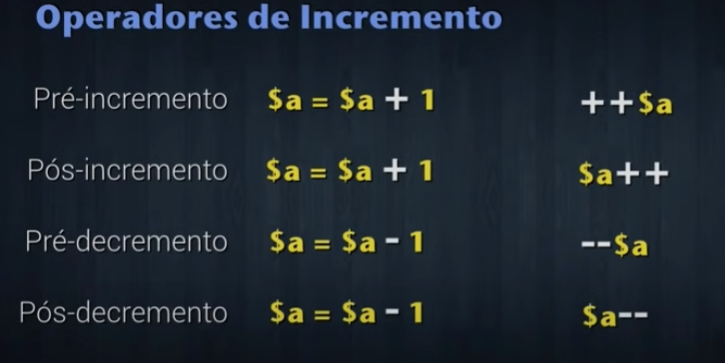 Operadores de Incremento
Pré-incremento $a = $a + 1 ++$a
Pós-incremento $a = $a + 1 $a++
Pré-decremento $a = $a - 1 --$a
Pós-decremento $a = $a - 1 $a--